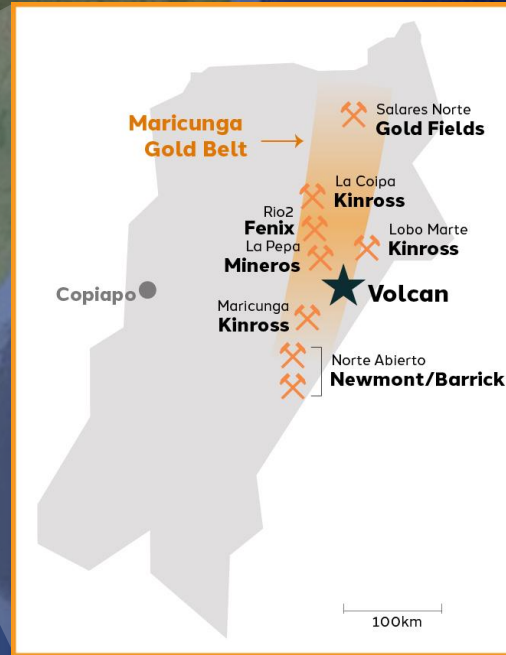 Maricunga
Gold Belt
Salares Norte
Gold Fields
La Coipa
Kinross
Rio2
Fenix
Lobo Marte
Kinross
La Pepa
Mineros
Copiapo
Volcan
Maricunga
Kinross
Norte Abierto
Newmont/Barrick
100km